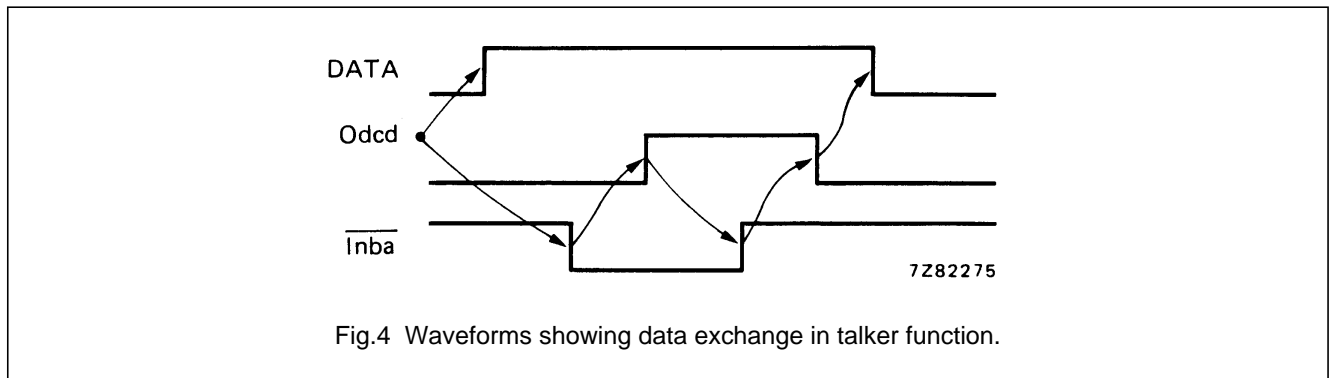 DATA
Odcd
Inba
7Z82275
Fig.4 Waveforms showing data exchange in talker function.